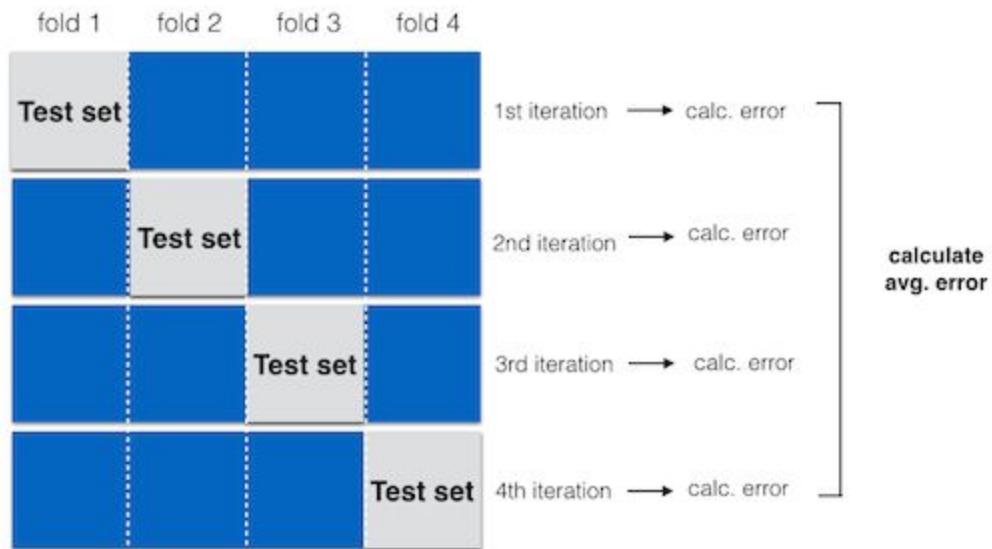 fold 1 fold 2 fold 3 fold 4
Test set 1st iteration calc. error
Test set 2nd iteration calc. error
calculate
avg. error
Test set 3rd iteration calc. error
Test set 4th iteration calc. error